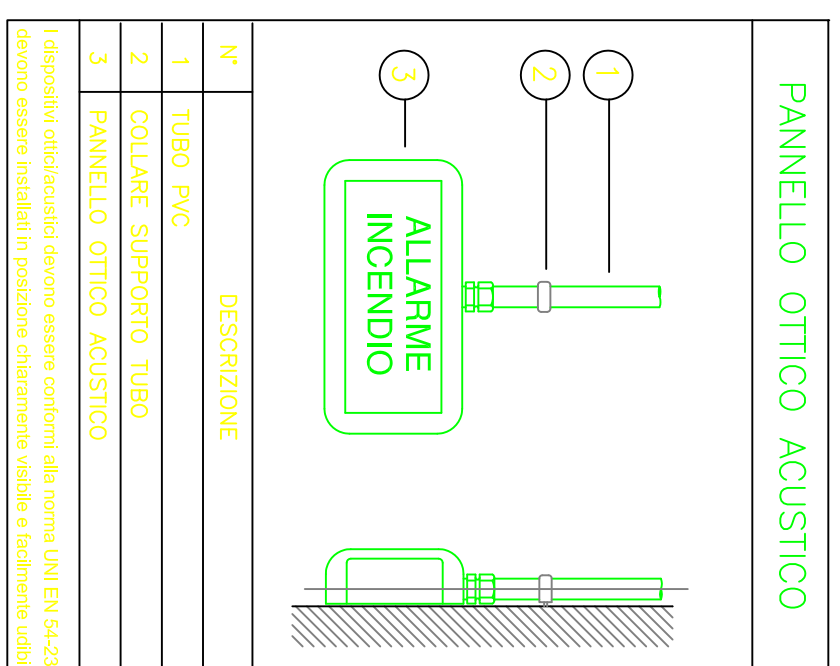 PANNELLO OTTICO ACUSTICO
1
2
3
ALLARME
INCENDIO
N° DESCRIZIONE
1 TUBO PVC
2 COLLARE SUPPORTO TUBO
3 PANNELLO OTTICO ACUSTICO
I dispositivi ottici/acustici devono essere conformi alla norma UNI EN 54-23
devono essere installati in posizione chiaramente visibile e facilmente udibi